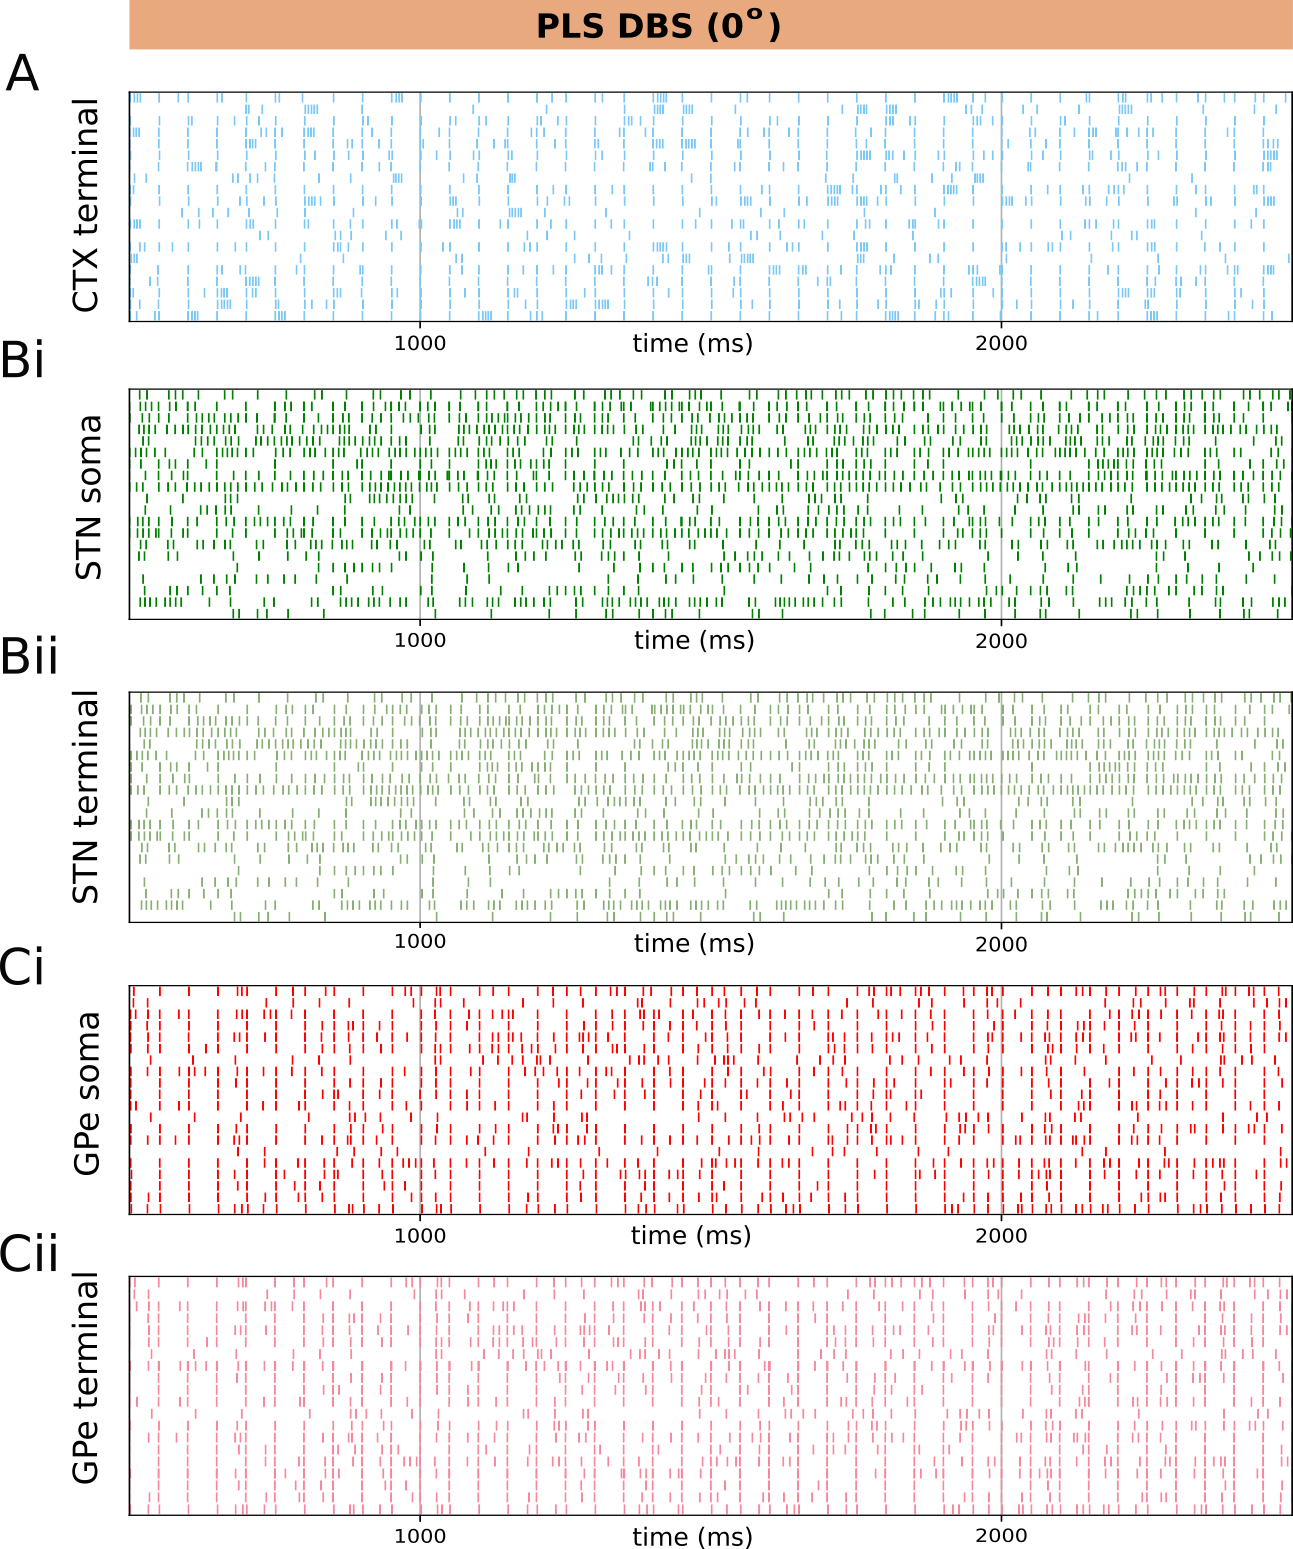 PLS DBS (0°)
A
CTX terminal
1000
time (ms)
2000
Bi
STN soma
1000
time (ms)
2000
Bii
STN terminal
1000
time (ms)
2000
Ci
GPe soma
1000
time (ms)
2000
Cii
GPe terminal
1000
time (ms)
2000